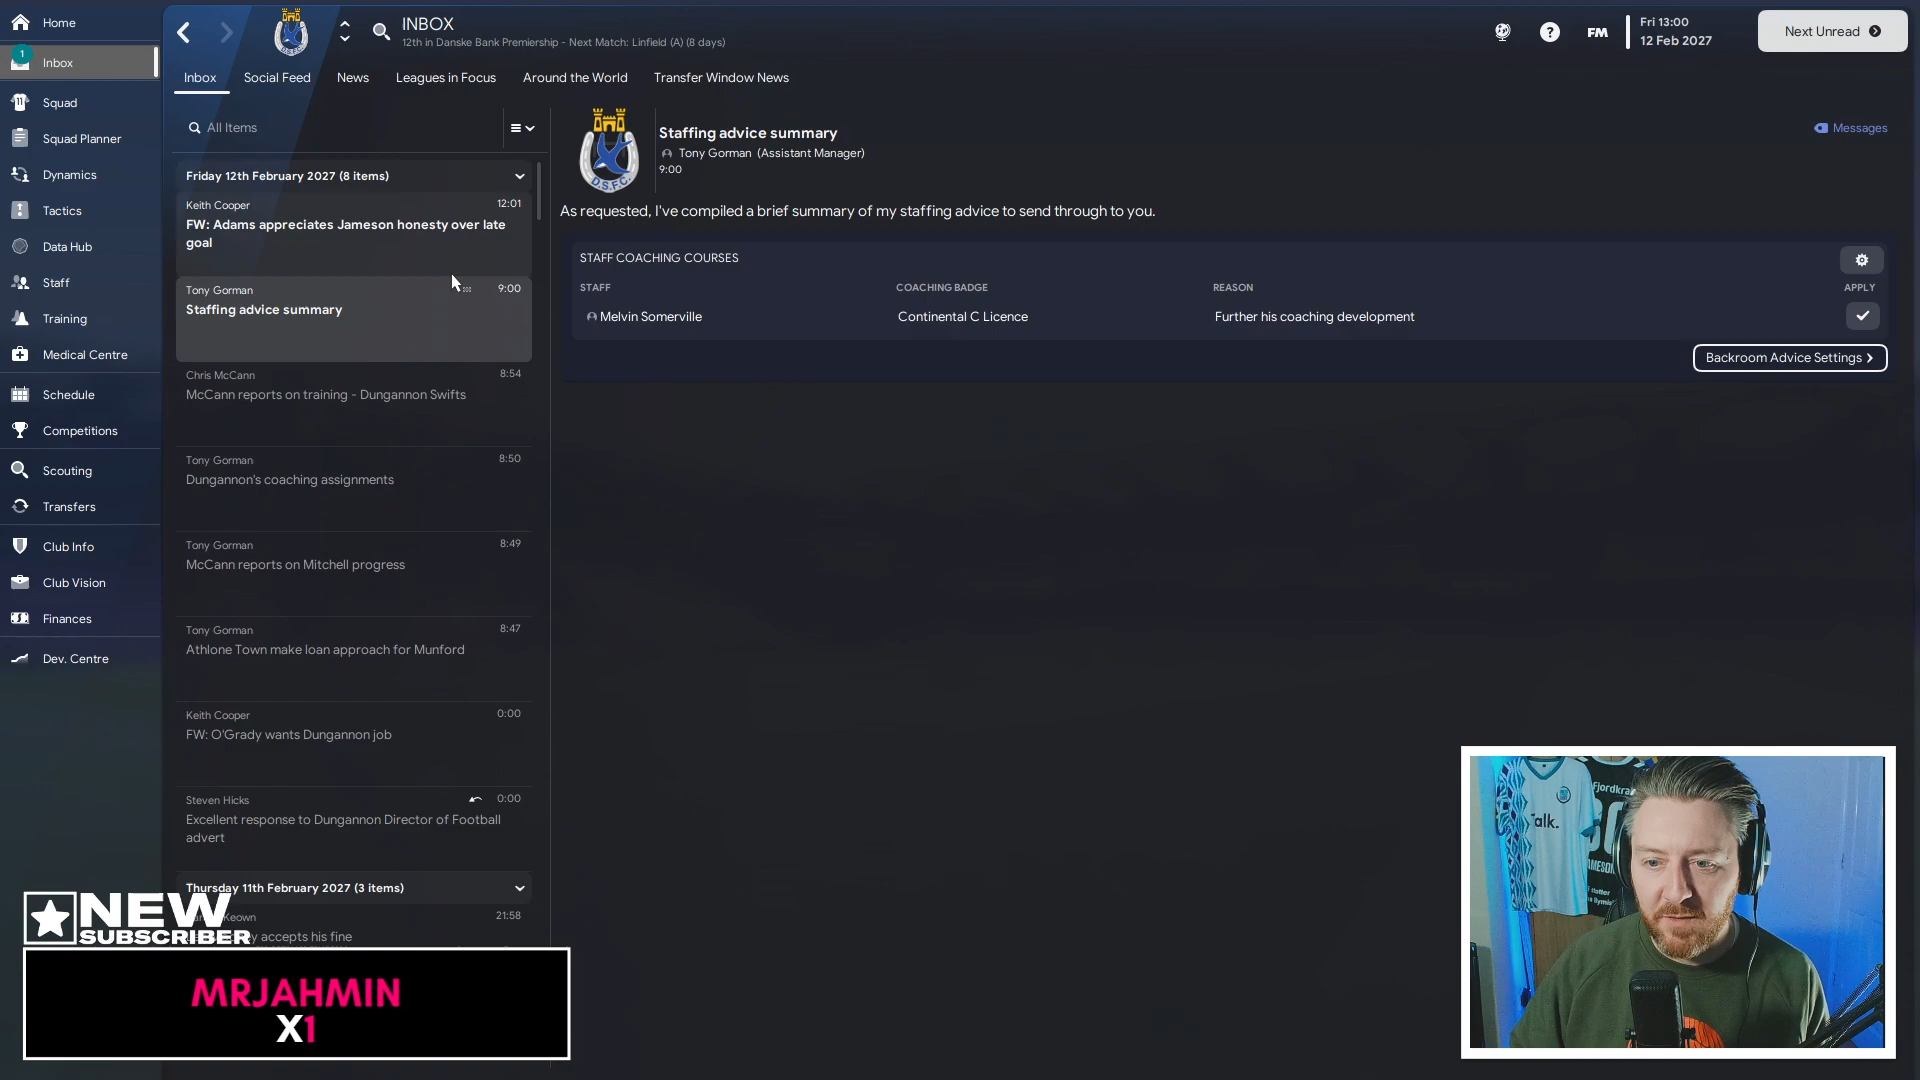 Home
1
Inbox
Squad
Squad Planner
Dynamics
Tactics
Data Hub
Staff
Training
Medical Centre
Schedule
Competitions
Scouting
Transfers
Club Info
Club Vision
Finances
Dev. Centre
INBOX
12th in Danske Bank Premiership - Next Match: Linfield (A) (8 days)
FM
Fri 13:00
12 Feb 2027
Next Unread
Inbox
Social Feed
News
Leagues in Focus
Around the World
Transfer Window News
All Items
Friday 12th February 2027 (8 items)
Keith Cooper
12:01
FW: Adams appreciates Jameson honesty over late
goal
Tony Gorman
9:00
Staffing advice summary
Chris McCann
8:54
McCann reports on training - Dungannon Swifts
Tony Gorman
8:50
Dungannon's coaching assignments
Tony Gorman
8:49
McCann reports on Mitchell progress
Tony Gorman
8:47
Athlone Town make loan approach for Munford
Keith Cooper
0:00
FW: O'Grady wants Dungannon job
Steven Hicks
0:00
Excellent response to Dungannon Director of Football
advert
Thursday 11th February 2027 (3 items)
Keown
21:58
accepts his fine
D.S.F.C.
Staffing advice summary
Tony Gorman (Assistant Manager)
9:00
Messages
As requested, I've compiled a brief summary of my staffing advice to send through to you.
STAFF COACHING COURSES
STAFF
COACHING BADGE
REASON
APPLY
Melvin Somerville
Continental C Licence
Further his coaching development
Backroom Advice Settings
NEW
SUBSCRIBER
MRJAHMIN
X1
Talk.